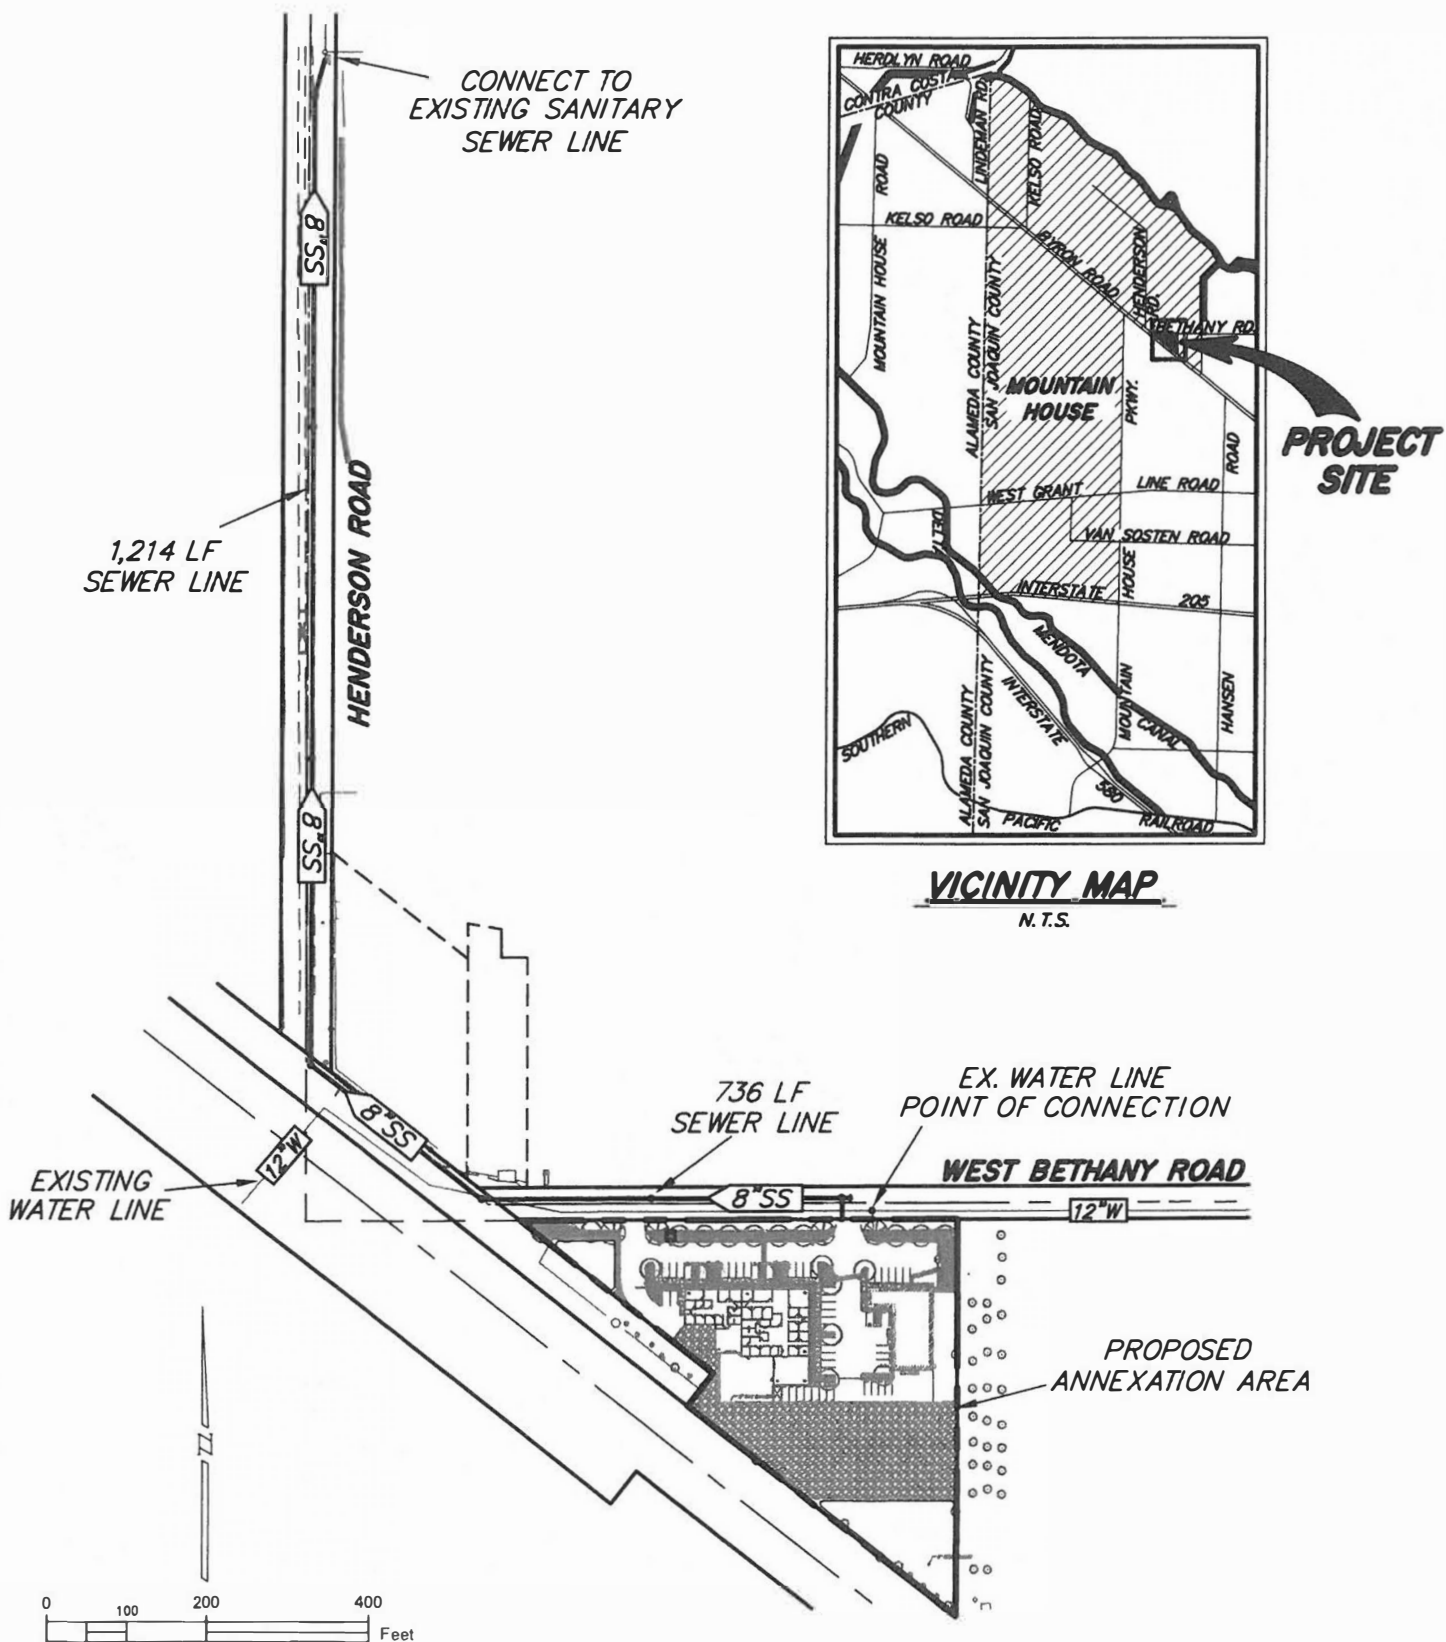 CONNECT TO
EXISTING SANITARY
SEWER LINE
8"SS
1,214 LF
SEWER LINE
HENDERSON ROAD
8"SS
HERDLYN ROAD
CONTRA COSTA
COUNTY
LINDEMAN RD.
KELSO ROAD
ROAD
MOUNTAIN HOUSE
KELSO ROAD
BYRON ROAD
HENDERSON
RD.
BETHANY RD.
ALAMEDA COUNTY
SAN JOAQUIN COUNTY
MOUNTAIN
HOUSE
PKWY.
PROJECT
SITE
ROAD
WEST GRANT
LINE ROAD
DELTA
VAN SOSTEN ROAD
HOUSE
INTERSTATE
205
MENDOTA
INTERSTATE
MOUNTAIN
CANAL
HANSEN
SOUTHERN
ALAMEDA COUNTY
SAN JOAQUIN COUNTY
580
PACIFIC
RAILROAD
VICINITY MAP
N.T.S.
8"SS
12"W
EXISTING
WATER LINE
736 LF
SEWER LINE
EX. WATER LINE
POINT OF CONNECTION
WEST BETHANY ROAD
8"SS
12"W
PROPOSED
ANNEXATION AREA
Z
0 100 200 400
Feet